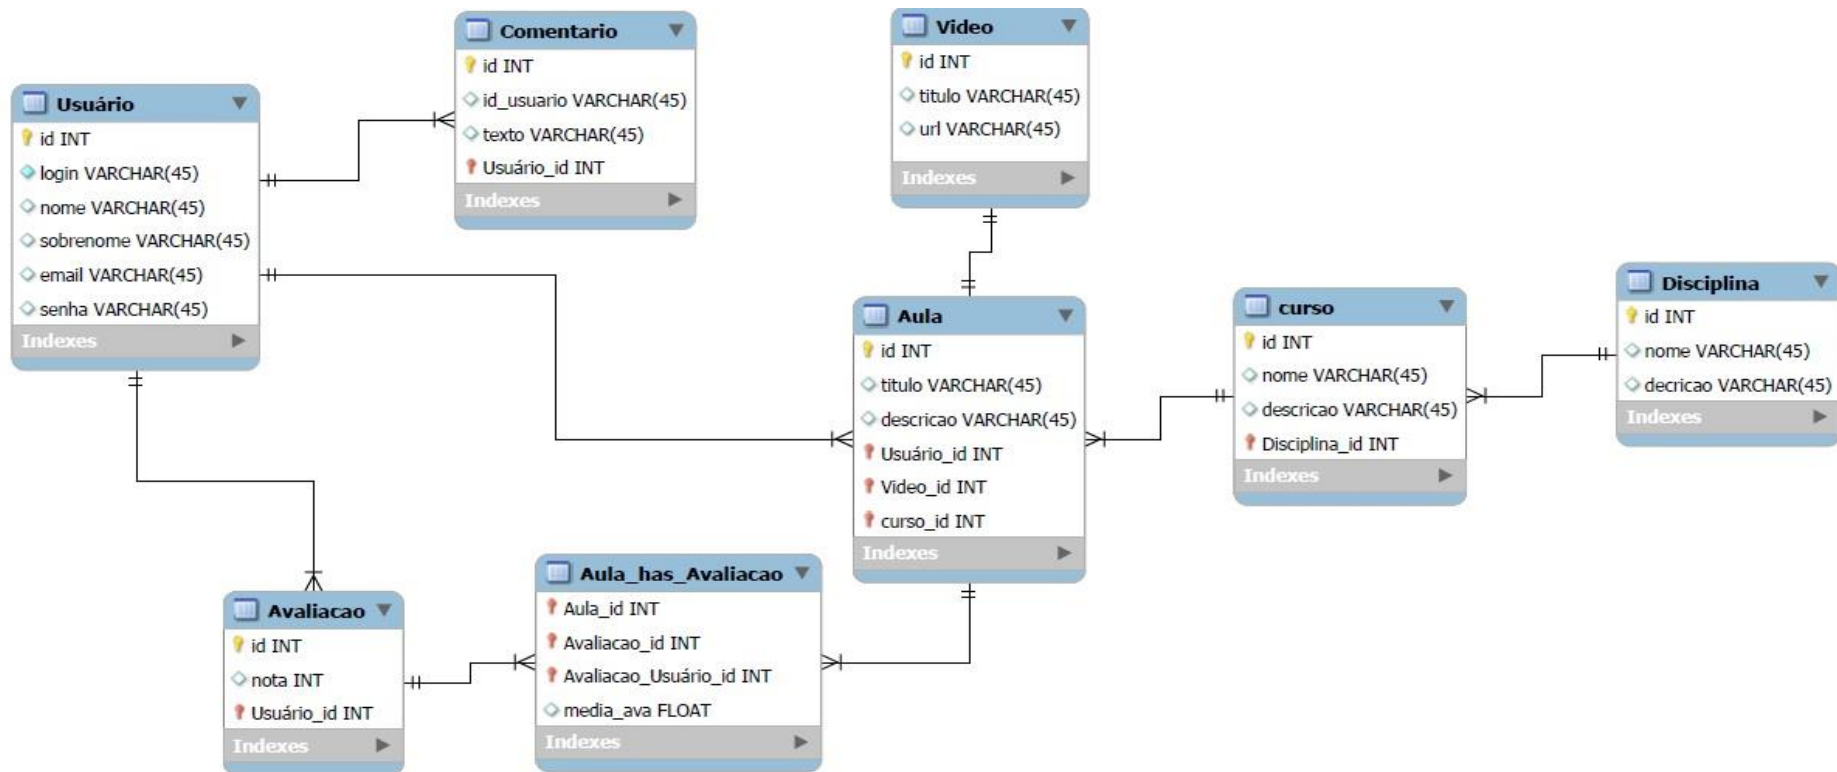 Usuário
id INT
login VARCHAR(45)
nome VARCHAR(45)
sobrenome VARCHAR(45)
email VARCHAR(45)
senha VARCHAR(45)
Indexes
Comentario
id INT
id_usuario VARCHAR(45)
texto VARCHAR(45)
Usuário_id INT
Indexes
Video
id INT
titulo VARCHAR(45)
url VARCHAR(45)
Indexes
Aula
id INT
titulo VARCHAR(45)
descricao VARCHAR(45)
Usuário_id INT
Video_id INT
curso_id INT
Indexes
curso
id INT
nome VARCHAR(45)
descricao VARCHAR(45)
Disciplina_id INT
Indexes
Disciplina
id INT
nome VARCHAR(45)
decricao VARCHAR(45)
Indexes
Avaliacao
id INT
nota INT
Usuário_id INT
Indexes
Aula_has_Avaliacao
Aula_id INT
Avaliacao_id INT
Avaliacao_Usuário_id INT
media_ava FLOAT
Indexes